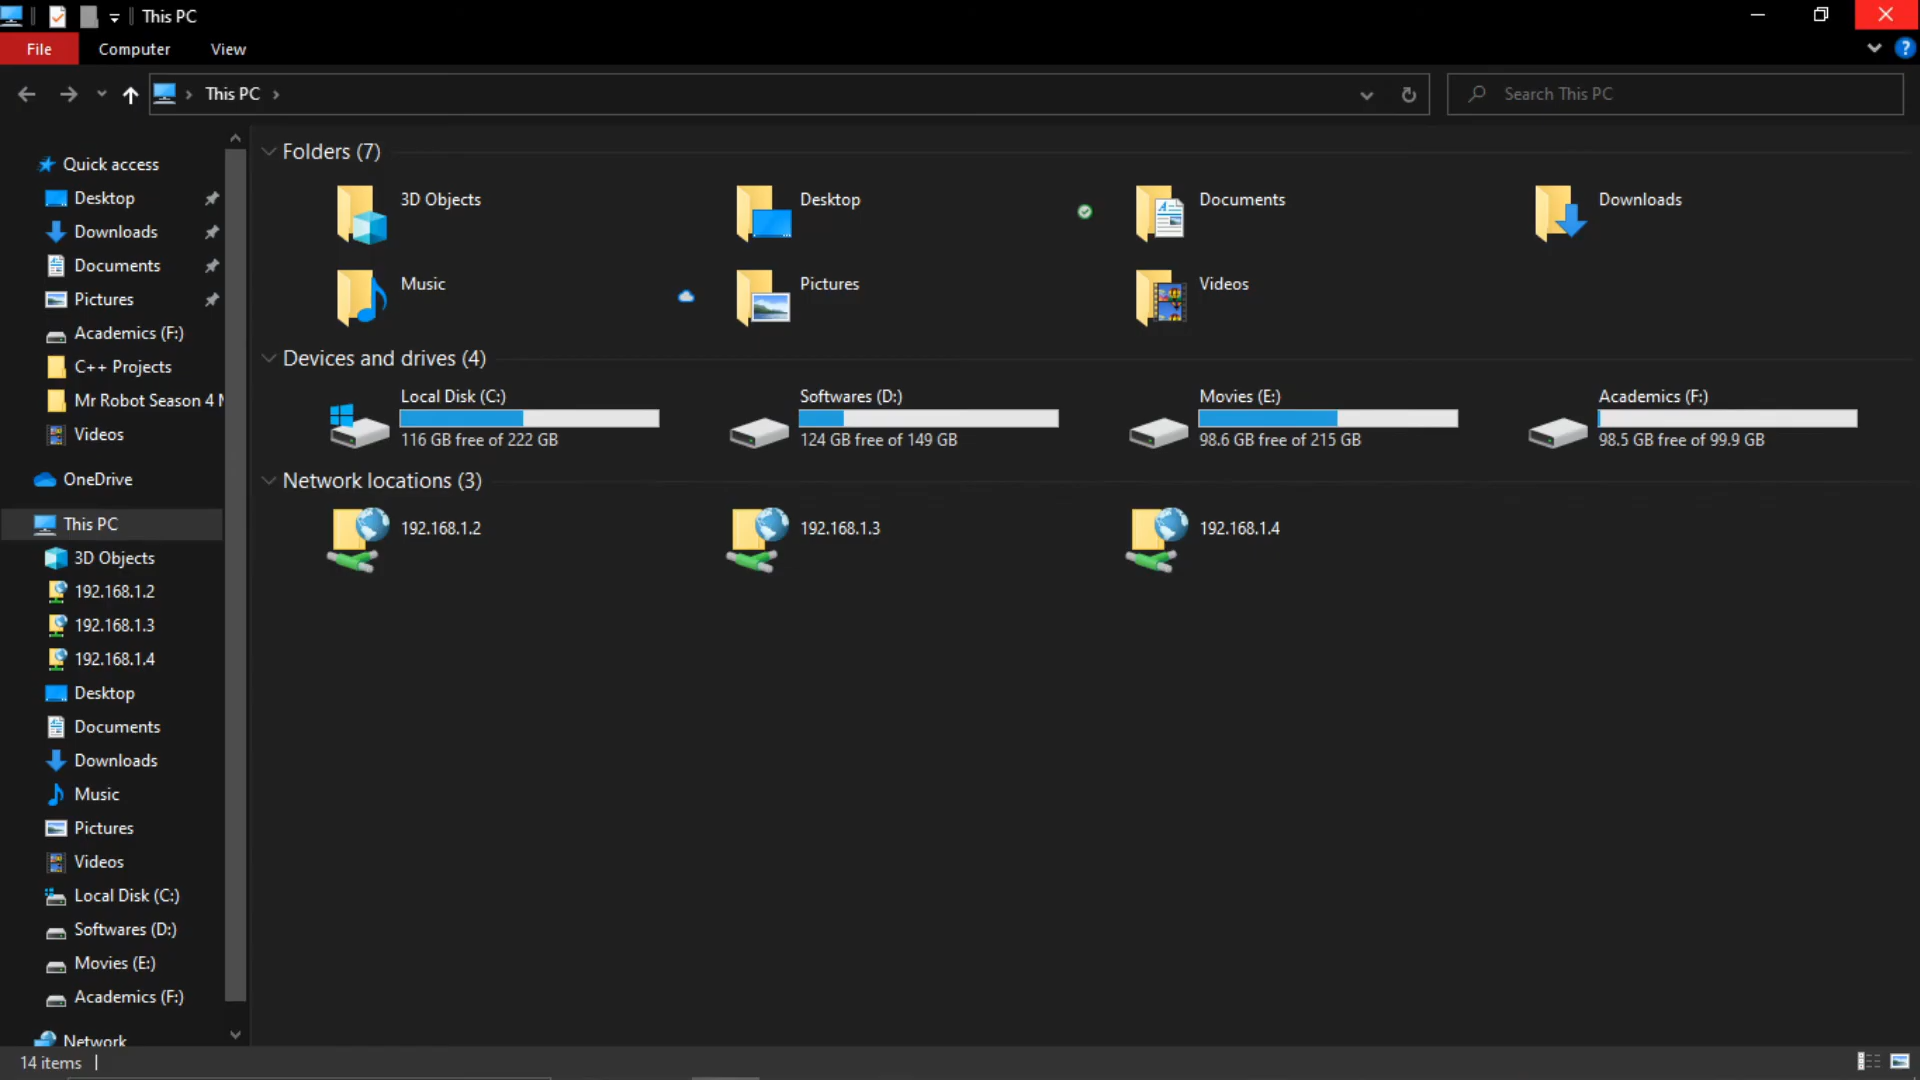 This PC
File Computer View
This PC
Search This PC
Quick access
Desktop
Downloads
Documents
Pictures
Academics (F:)
C++ Projects
Mr Robot Season 4
Videos
OneDrive
This PC
3D Objects
192.168.1.2
192.168.1.3
192.168.1.4
Desktop
Documents
Downloads
Music
Pictures
Videos
Local Disk (C:)
Softwares (D:)
Movies (E:)
Academics (F:)
Network
Folders (7)
3D Objects
Desktop
Documents
Downloads
Music
Pictures
Videos
Devices and drives (4)
Local Disk (C:)
116 GB free of 222 GB
Softwares (D:)
124 GB free of 149 GB
Movies (E:)
98.6 GB free of 215 GB
Academics (F:)
98.5 GB free of 99.9 GB
Network locations (3)
192.168.1.2
192.168.1.3
192.168.1.4
14 items